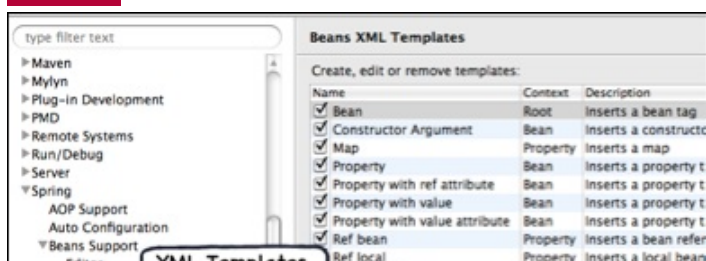 type filter text
Maven
Mylyn
Plug-in Development
PMD
Remote Systems
Run/Debug
Server
Spring
AOP Support
Auto Configuration
Beans Support
XML Templates
Beans XML Templates
Create, edit or remove templates:
Name Context Description
Bean Root Inserts a bean tag
Constructor Argument Bean Inserts a constructo
Map Property Inserts a map
Property Bean Inserts a property t
Property with ref attribute Bean Inserts a property t
Property with value Bean Inserts a property t
Property with value attribute Bean Inserts a property t
Ref bean Property Inserts a bean refer
Ref local Property Inserts a local bean